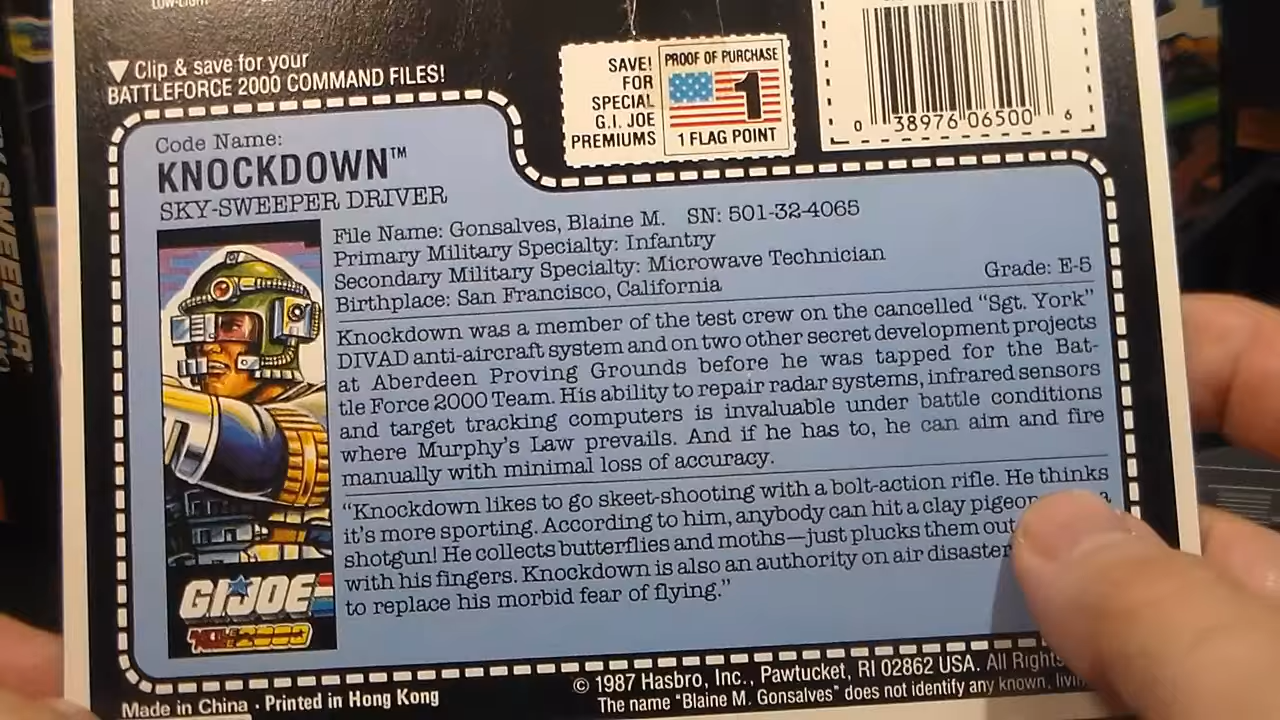 LOW-LIGHT
▼ Clip & save for your
BATTLEFORCE 2000 COMMAND FILES!
SAVE!
FOR
SPECIAL
G.I. JOE
PREMIUMS
PROOF OF PURCHASE
1
1 FLAG POINT
0 38976 06500 6
Code Name:
KNOCKDOWN™
SKY-SWEEPER DRIVER
File Name: Gonsalves, Blaine M. SN: 501-32-4065
Primary Military Specialty: Infantry
Secondary Military Specialty: Microwave Technician
Birthplace: San Francisco, California Grade: E-5
Knockdown was a member of the test crew on the cancelled “Sgt. York”
DIVAD anti-aircraft system and on two other secret development projects
at Aberdeen Proving Grounds before he was tapped for the Bat-
tle Force 2000 Team. His ability to repair radar systems, infrared sensors
and target tracking computers is invaluable under battle conditions
where Murphy's Law prevails. And if he has to, he can aim and fire
manually with minimal loss of accuracy.
“Knockdown likes to go skeet-shooting with a bolt-action rifle. He thinks
it's more sporting. According to him, anybody can hit a clay pigeon a
shotgun! He collects butterflies and moths—just plucks them out
with his fingers. Knockdown is also an authority on air disaster
to replace his morbid fear of flying.”
GI JOE
2000
SWEEPER
Made in China · Printed in Hong Kong
© 1987 Hasbro, Inc., Pawtucket, RI 02862 USA. All Rights
The name “Blaine M. Gonsalves” does not identify any known,